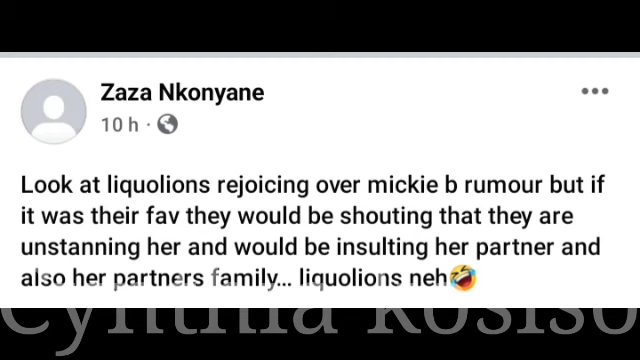 Zaza Nkonyane
10 h ·
Look at liquolions rejoicing over mickie b rumour but if
it was their fav they would be shouting that they are
unstanning her and would be insulting her partner and
also her partners family... liquolions neh🤣
Cynthia kosiso